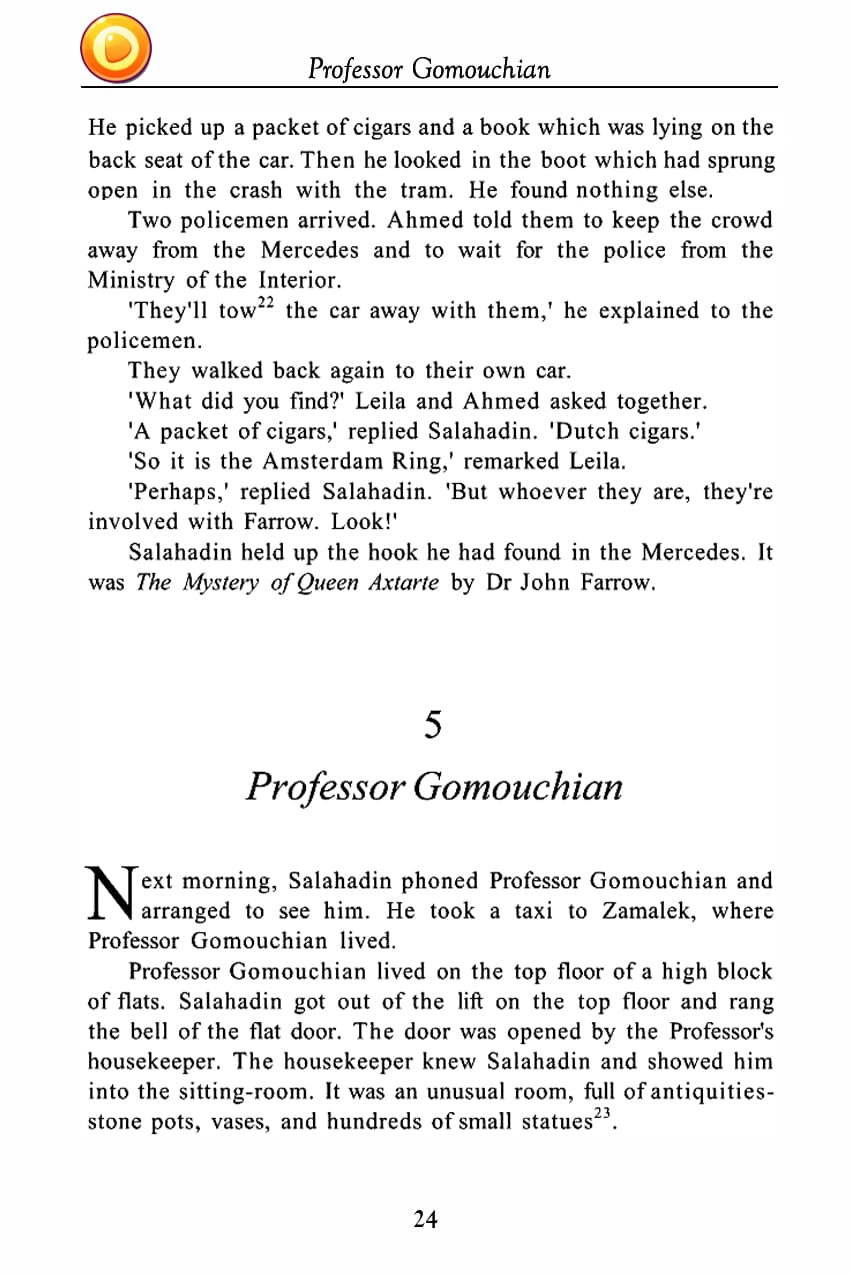 Professor Gomouchian
He picked up a packet of cigars and a book which was lying on the
back seat of the car. Then he looked in the boot which had sprung
open in the crash with the tram. He found nothing else.
Two policemen arrived. Ahmed told them to keep the crowd
away from the Mercedes and to wait for the police from the
Ministry of the Interior.
'They'll tow²² the car away with them,' he explained to the
policemen.
They walked back again to their own car.
'What did you find?' Leila and Ahmed asked together.
'A packet of cigars,' replied Salahadin. 'Dutch cigars.'
'So it is the Amsterdam Ring,' remarked Leila.
'Perhaps,' replied Salahadin. 'But whoever they are, they're
involved with Farrow. Look!'
Salahadin held up the hook he had found in the Mercedes. It
was The Mystery of Queen Axtarte by Dr John Farrow.
5
Professor Gomouchian
Next morning, Salahadin phoned Professor Gomouchian and
arranged to see him. He took a taxi to Zamalek, where
Professor Gomouchian lived.
Professor Gomouchian lived on the top floor of a high block
of flats. Salahadin got out of the lift on the top floor and rang
the bell of the flat door. The door was opened by the Professor's
housekeeper. The housekeeper knew Salahadin and showed him
into the sitting-room. It was an unusual room, full of antiquities-
stone pots, vases, and hundreds of small statues²³.
24